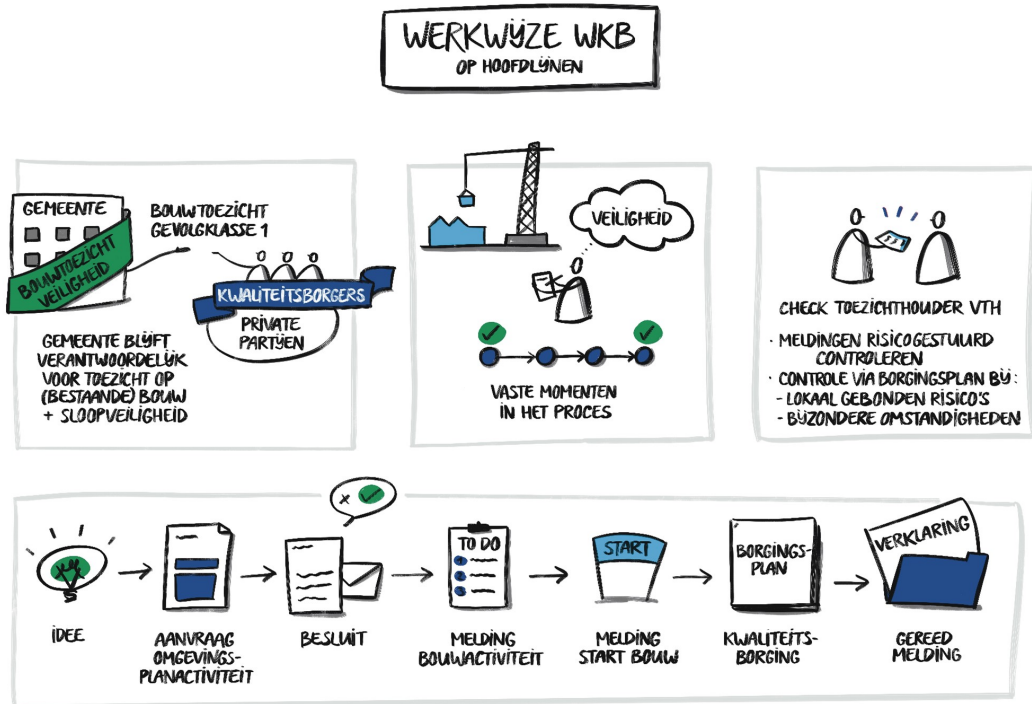 WERKWIJZE WKB
OP HOOFDLIJNEN
GEMEENTE
BOUWTOEZICHT
VEILIGHEID
BOUWTOEZICHT
GEVOLGKLASSE 1
KWALITEITSBORGERS
PRIVATE
PARTIJEN
GEMEENTE BLIJFT
VERANTWOORDELIJK
VOOR TOEZICHT OP
(BESTAANDE) BOUW
+ SLOOPVEILIGHEID
VEILIGHEID
VASTE MOMENTEN
IN HET PROCES
CHECK TOEZICHTHOUDER VTH
· MELDINGEN RISICOGESTUURD
CONTROLEREN
· CONTROLE VIA BORGINGSPLAN BIJ:
- LOKAAL GEBONDEN RISICO'S
- BIJZONDERE OMSTANDIGHEDEN
IDEE
AANVRAAG
OMGEVINGS-
PLANACTIVITEIT
BESLUIT
TO DO
1
2
3
MELDING
BOUWACTIVITEIT
START
MELDING
START BOUW
BORGINGS-
PLAN
KWALITEITS-
BORGING
VERKLARING
GEREED
MELDING